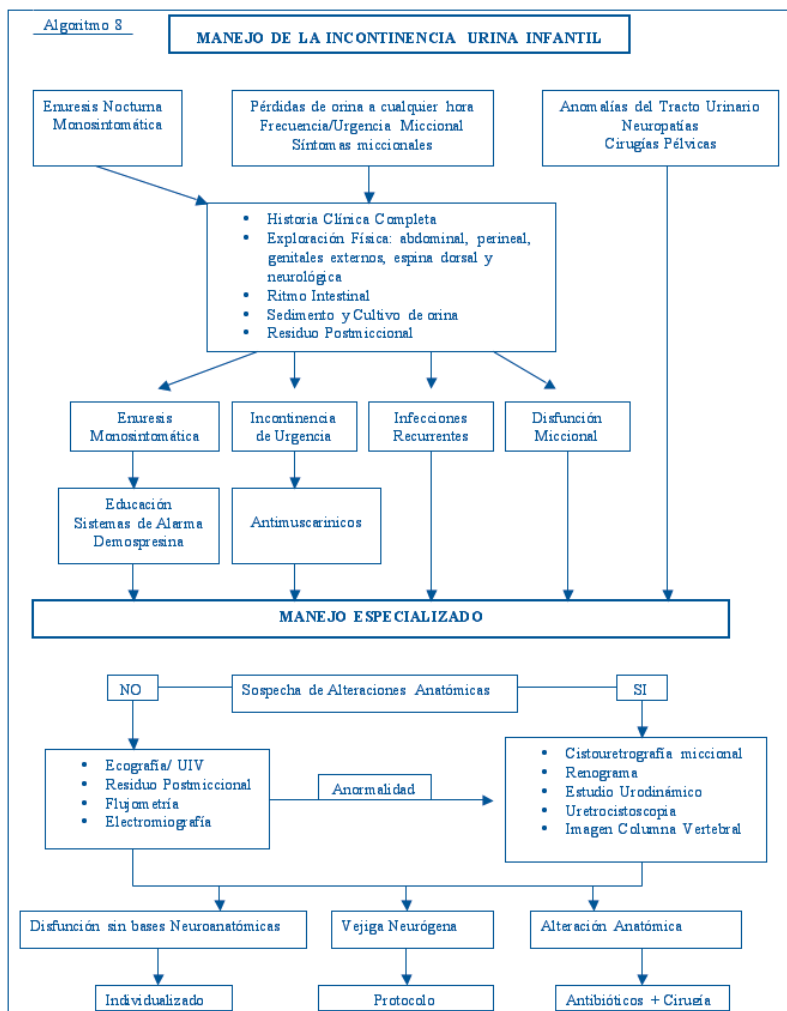 Algoritmo 8
MANEJO DE LA INCONTINENCIA URINA INFANTIL
Enuresis Nocturna
Monosintomática
Pérdidas de orina a cualquier hora
Frecuencia/Urgencia Miccional
Síntomas miccionales
Anomalías del Tracto Urinario
Neuropatías
Cirugías Pélvicas
• Historia Clínica Completa
• Exploración Física: abdominal, perineal,
genitales externos, espina dorsal y
neurológica
• Ritmo Intestinal
• Sedimento y Cultivo de orina
• Residuo Postmiccional
Enuresis
Monosintomática
Incontinencia
de Urgencia
Infecciones
Recurrentes
Disfunción
Miccional
Educación
Sistemas de Alarma
Demospresina
Antimuscarinicos
MANEJO ESPECIALIZADO
NO
Sospecha de Alteraciones Anatómicas
SI
• Ecografía/ UIV
• Residuo Postmiccional
• Flujometría
• Electromiografía
Anormalidad
• Cistouretrografía miccional
• Renograma
• Estudio Urodinámico
• Uretrocistoscopia
• Imagen Columna Vertebral
Disfunción sin bases Neuroanatómicas
Vejiga Neurógena
Alteración Anatómica
Individualizado
Protocolo
Antibióticos + Cirugía